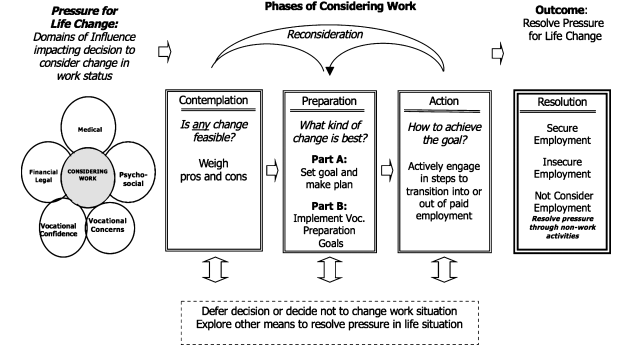 Pressure for
Life Change:
Domains of Influence
impacting decision to
consider change in
work status
Phases of Considering Work
Reconsideration
Outcome:
Resolve Pressure
for Life Change
Medical
Financial
Legal
CONSIDERING
WORK
Psycho-
social
Vocational
Confidence
Vocational
Concerns
Contemplation
Is any change
feasible?
Weigh
pros and cons
Preparation
What kind of
change is best?
Part A:
Set goal and
make plan
Part B:
Implement Voc.
Preparation
Goals
Action
How to achieve
the goal?
Actively engage
in steps to
transition into or
out of paid
employment
Resolution
Secure
Employment
Insecure
Employment
Not Consider
Employment
Resolve pressure
through non-work
activities
Defer decision or decide not to change work situation
Explore other means to resolve pressure in life situation